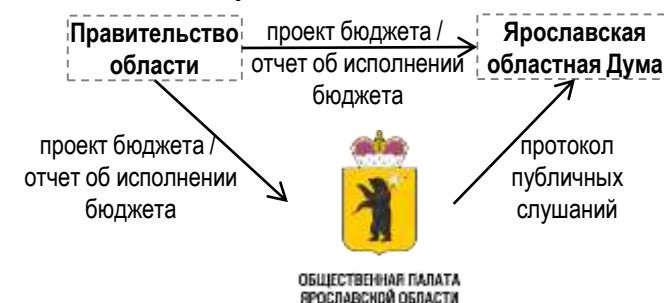 Правительство области
проект бюджета /
отчет об исполнении
бюджета
Ярославская
областная Дума
проект бюджета /
отчет об исполнении
бюджета
протокол
публичных
слушаний
ОБЩЕСТВЕННАЯ ПАЛАТА
ЯРОСЛАВСКОЙ ОБЛАСТИ